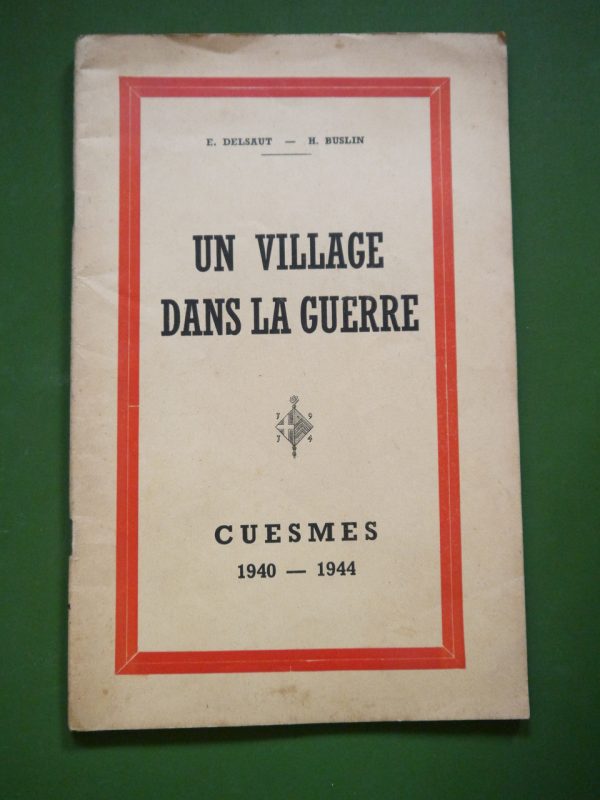 E. DELSAUT — H. BUSLIN
UN VILLAGE
DANS LA GUERRE
CUESMES
1940 — 1944